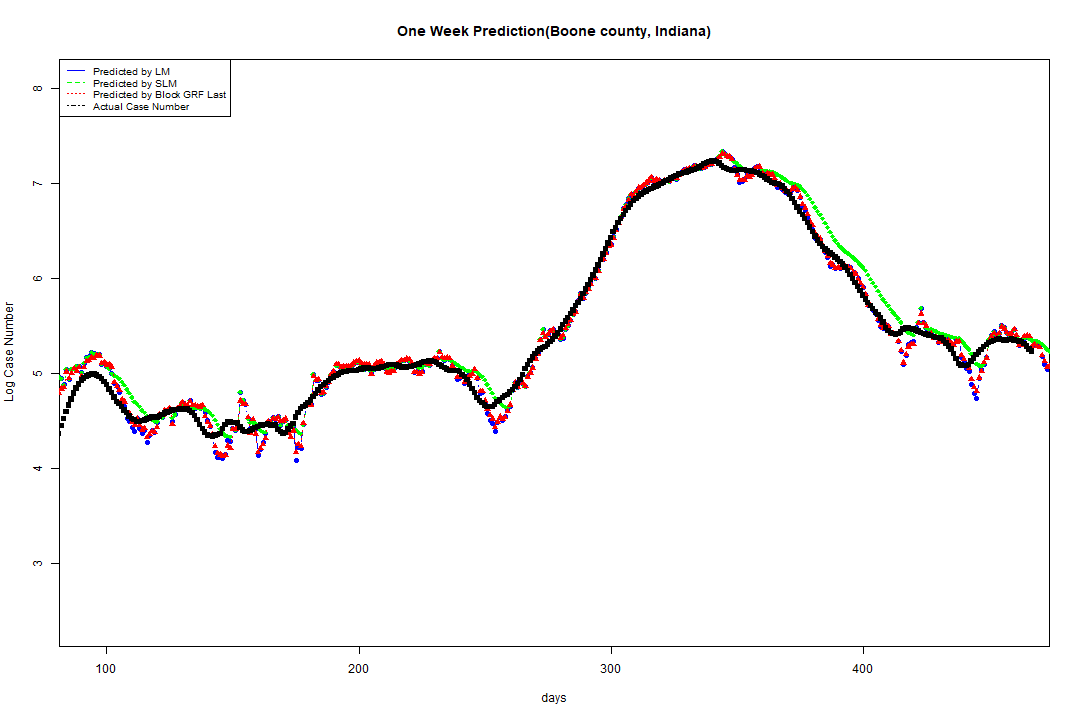 One Week Prediction(Boone county, Indiana)
Predicted by LM
Predicted by SLM
Predicted by Block GRF Last
Actual Case Number
8
7
6
5
4
3
Log Case Number
100 200 300 400
days